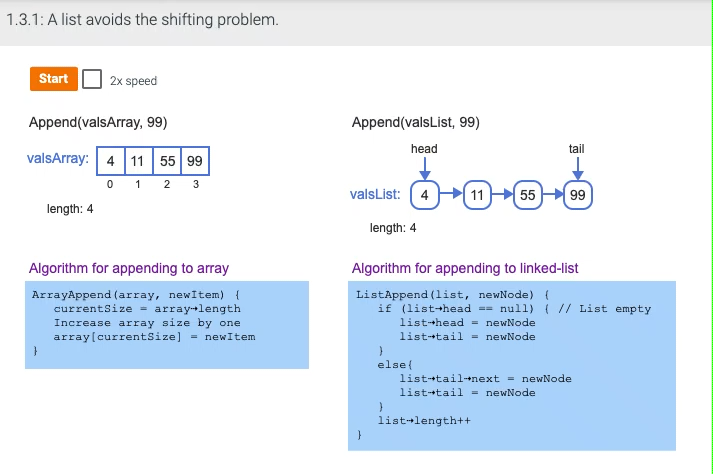 1.3.1: A list avoids the shifting problem.
Start
2x speed
Append(valsArray, 99)
valsArray: 4 11 55 99
0 1 2 3
length: 4
Append(valsList, 99)
head tail
valsList: 4 11 55 99
length: 4
Algorithm for appending to array
ArrayAppend(array, newItem) {
currentSize = array→length
Increase array size by one
array[currentSize] = newItem
}
Algorithm for appending to linked-list
ListAppend(list, newNode) {
if (list→head == null) { // List empty
list→head = newNode
list→tail = newNode
}
else{
list→tail→next = newNode
list→tail = newNode
}
list→length++
}